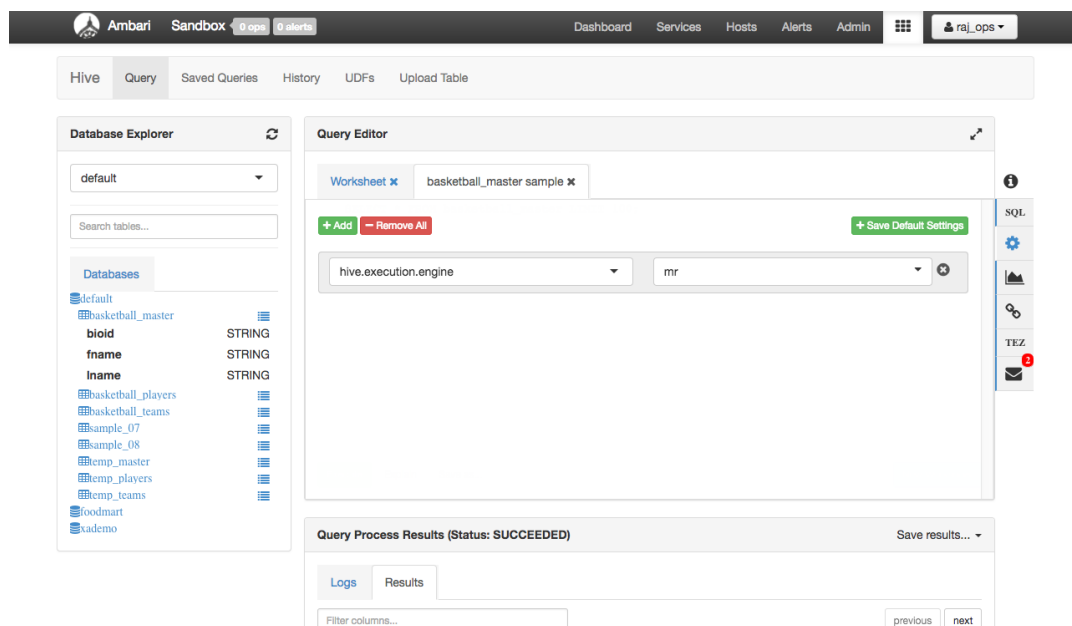 Ambari Sandbox 0 ops 0 alerts Dashboard Services Hosts Alerts Admin raj_ops
Hive Query Saved Queries History UDFs Upload Table
Database Explorer
default
Search tables...
Databases
default
basketball_master
bioid STRING
fname STRING
lname STRING
basketball_players
basketball_teams
sample_07
sample_08
temp_master
temp_players
temp_teams
foodmart
xademo
Query Editor
Worksheet basketball_master sample
Add Remove All Save Default Settings
hive.execution.engine mr
SQL
TEZ
2
Query Process Results (Status: SUCCEEDED) Save results...
Logs Results
Filter columns... previous next